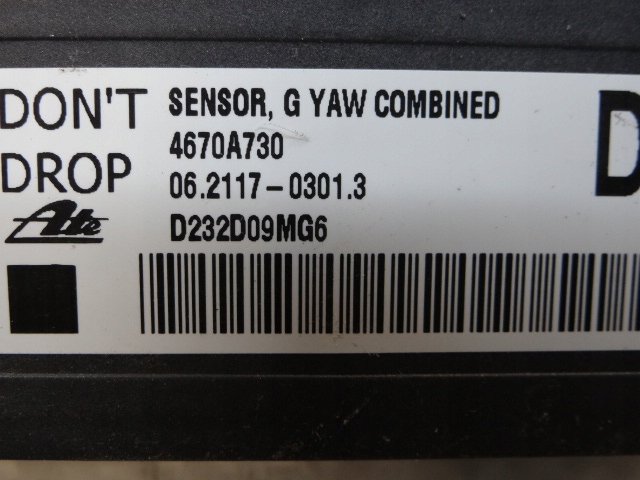 DON'T
DROP
Ate
SENSOR, G YAW COMBINED
4670A730
06.2117-0301.3
D232D09MG6
D